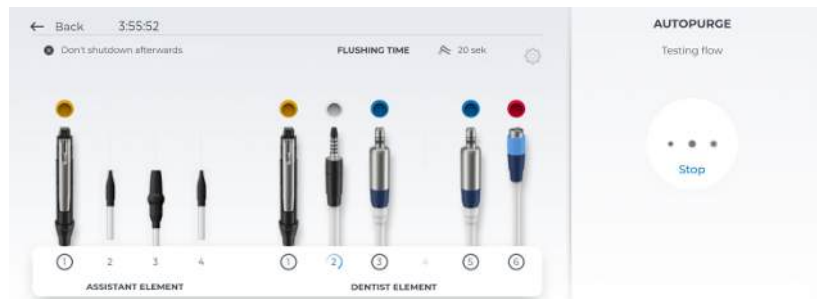 ← Back 3:55:52
Don't shutdown afterwards FLUSHING TIME 20 sek
1 2 3 4 1 2 3 4 5 6
ASSISTANT ELEMENT DENTIST ELEMENT
AUTOPURGE
Testing flow
Stop